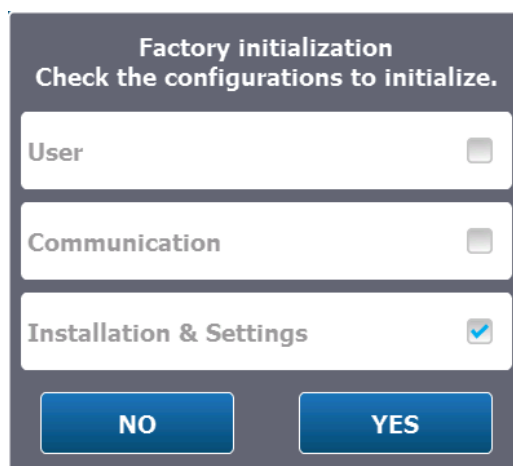 Factory initialization
Check the configurations to initialize.
User
Communication
Installation & Settings
NO
YES